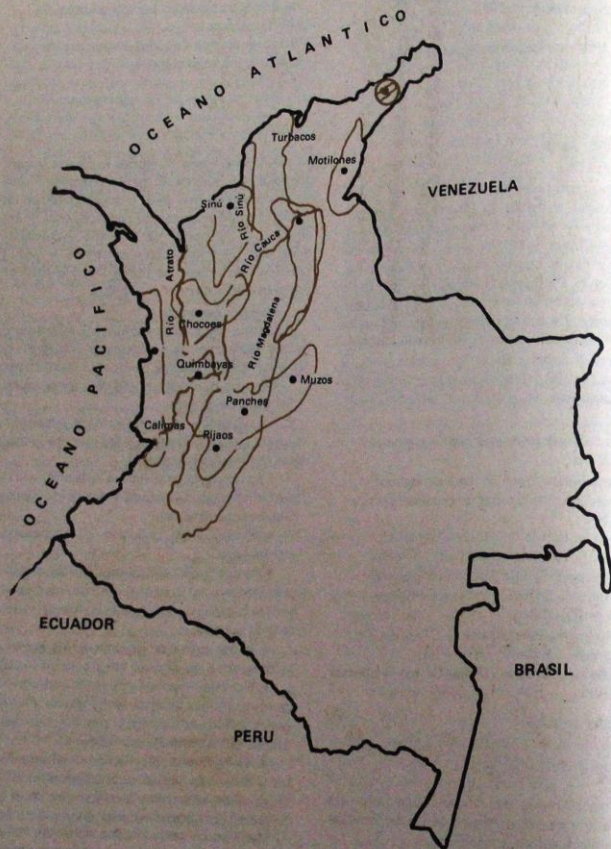 OCEANO ATLANTICO
Turbacos
Motilones
VENEZUELA
Sinú
Río Sinú
Río Cauca
Río Atrato
OCEANO PACIFICO
Chocoes
Río Magdalena
Quimbayas
Muzos
Panches
Calimas
Pijaos
ECUADOR
BRASIL
PERU